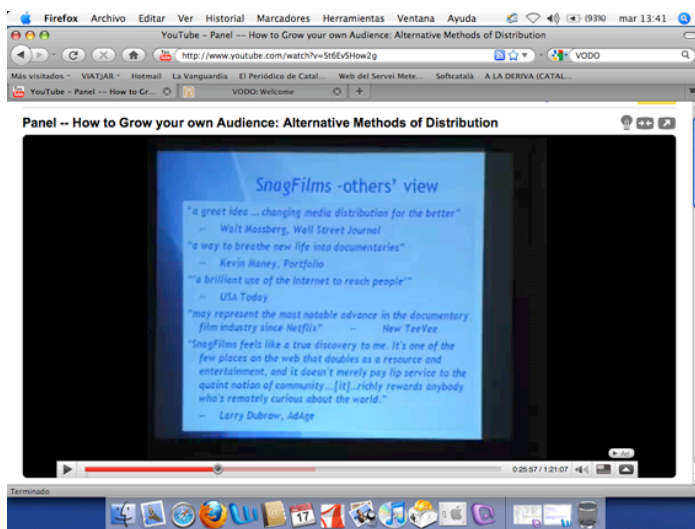 Firefox Archivo Editar Ver Historial Marcadores Herramientas Ventana Ayuda (93%) mar 13:41
YouTube - Panel -- How to Grow your own Audience: Alternative Methods of Distribution
http://www.youtube.com/watch?v=St6EvSHow2g
VODO
Más visitados VIATJAR Hotmail La Vanguardia El Periódico de Catal... Web del Servei Mete... Softcatalà A LA DERIVA (CATAL...
YouTube - Panel -- How to Gr... VODO: Welcome
Panel -- How to Grow your own Audience: Alternative Methods of Distribution
SnagFilms -others' view
"a great idea ... changing media distribution for the better"
-- Walt Mossberg, Wall Street Journal
"a way to breathe new life into documentaries"
-- Kevin Maney, Portfolio
"'a brilliant use of the Internet to reach people'"
-- USA Today
"may represent the most notable advance in the documentary
film industry since Netflix" -- New TeeVee
"SnagFilms feels like a true discovery to me. It's one of the
few places on the web that doubles as a resource and
entertainment, and it doesn't merely pay lip service to the
quaint notion of community...[it]...richly rewards anybody
who's remotely curious about the world."
-- Larry Dubrow, AdAge
Ad
0:25:57 / 1:21:07
Terminado
17